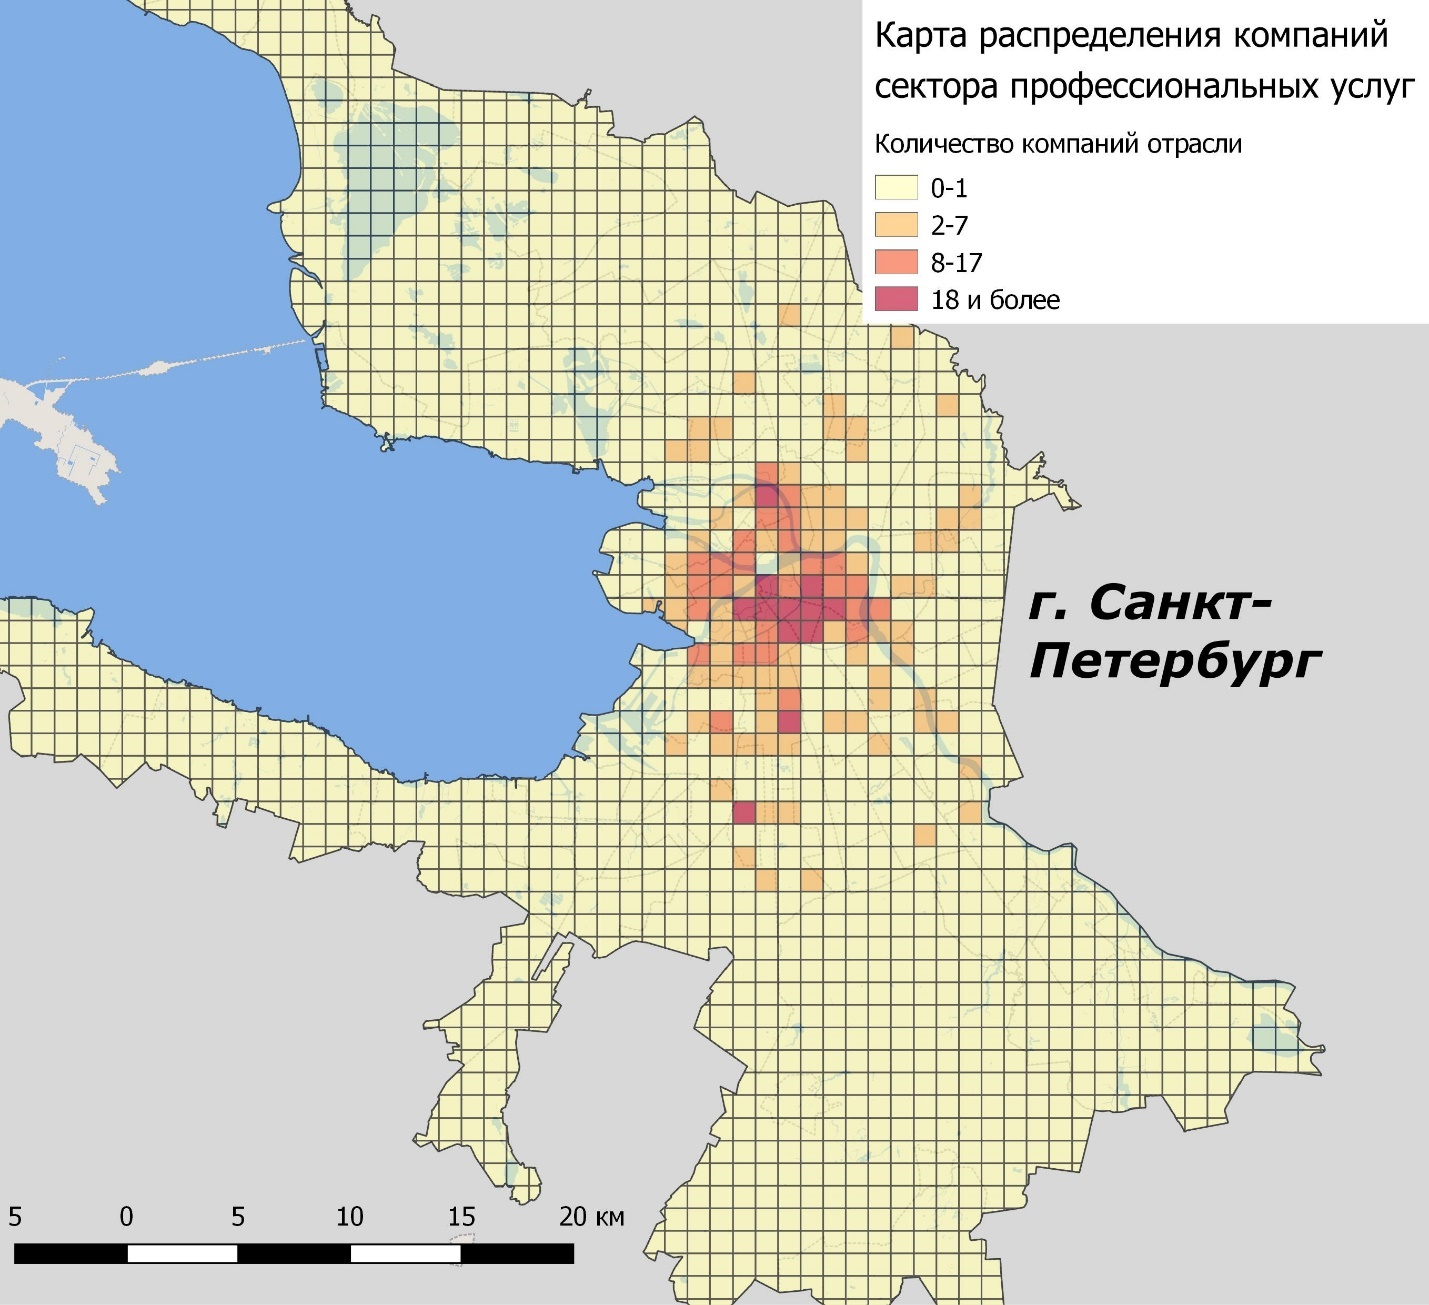 Карта распределения компаний
сектора профессиональных услуг
Количество компаний отрасли
0-1
2-7
8-17
18 и более
г. Санкт-
Петербург
5 0 5 10 15 20 км